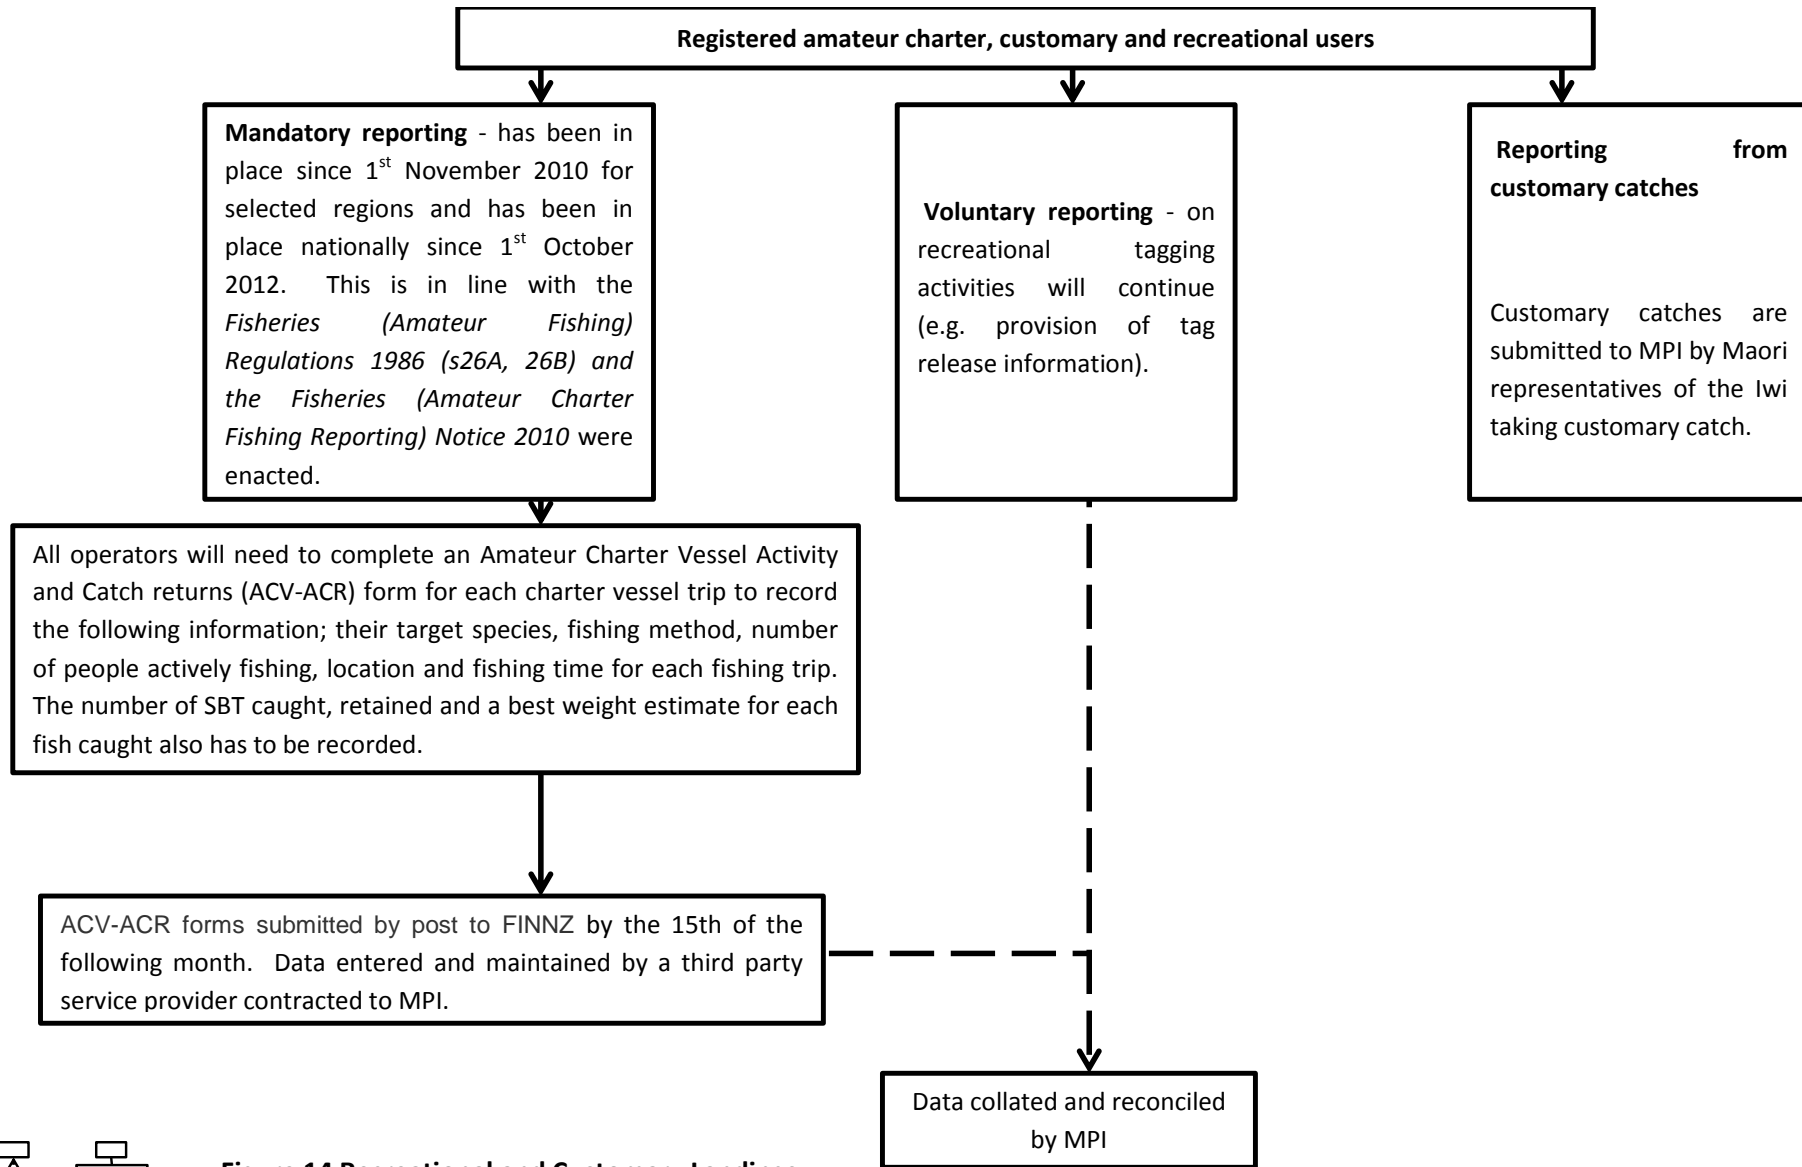 Registered amateur charter, customary and recreational users
Mandatory reporting - has been in
place since 1st November 2010 for
selected regions and has been in
place nationally since 1st October
2012. This is in line with the
Fisheries (Amateur Fishing)
Regulations 1986 (s26A, 26B) and
the Fisheries (Amateur Charter
Fishing Reporting) Notice 2010 were
enacted.
Voluntary reporting - on
recreational tagging
activities will continue
(e.g. provision of tag
release information).
Reporting from
customary catches
Customary catches are
submitted to MPI by Maori
representatives of the Iwi
taking customary catch.
All operators will need to complete an Amateur Charter Vessel Activity
and Catch returns (ACV-ACR) form for each charter vessel trip to record
the following information; their target species, fishing method, number
of people actively fishing, location and fishing time for each fishing trip.
The number of SBT caught, retained and a best weight estimate for each
fish caught also has to be recorded.
ACV-ACR forms submitted by post to FINNZ by the 15th of the
following month. Data entered and maintained by a third party
service provider contracted to MPI.
Data collated and reconciled
by MPI
Figure 14 Recreational and Customary Landings